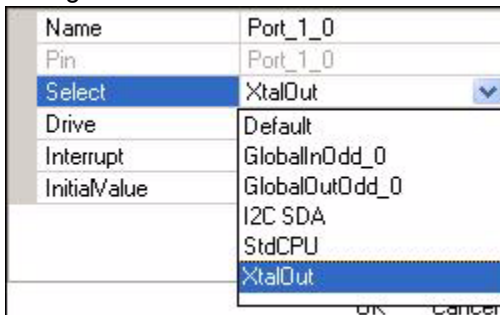 Name Port_1_0
Pin Port_1_0
Select XtalOut
Drive Default
Interrupt GlobalInOdd_0
InitialValue GlobalOutOdd_0
I2C SDA
StdCPU
XtalOut
OK Cancel